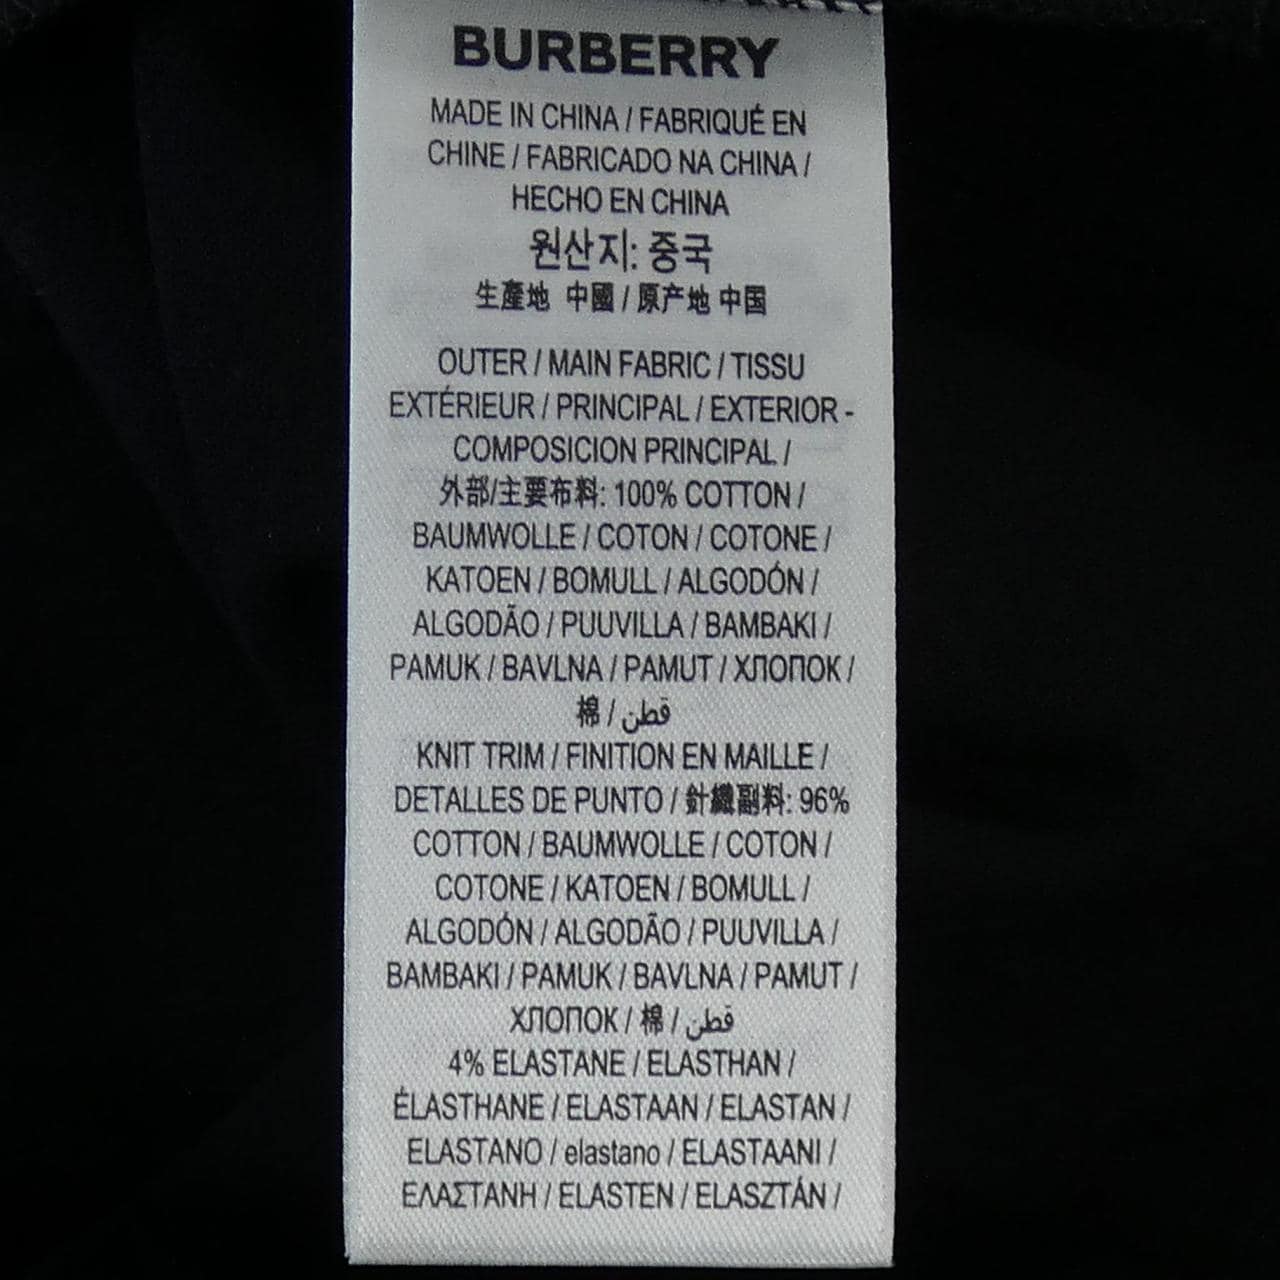 BURBERRY
MADE IN CHINA / FABRIQUÉ EN
CHINE / FABRICADO NA CHINA /
HECHO EN CHINA
원산지: 중국
生產地 中國 / 原产地 中国
OUTER / MAIN FABRIC / TISSU
EXTÉRIEUR / PRINCIPAL / EXTERIOR -
COMPOSICION PRINCIPAL /
外部/主要布料: 100% COTTON /
BAUMWOLLE / COTON / COTONE /
KATOEN / BOMULL / ALGODÓN /
ALGODÃO / PUUVILLA / BAMBAKI /
PAMUK / BAVLNA / PAMUT / ХЛОПОК /
棉 / قطن
KNIT TRIM / FINITION EN MAILLE /
DETALLES DE PUNTO / 針織副料: 96%
COTTON / BAUMWOLLE / COTON /
COTONE / KATOEN / BOMULL /
ALGODÓN / ALGODÃO / PUUVILLA /
BAMBAKI / PAMUK / BAVLNA / PAMUT /
ХЛОПОК / 棉 / قطن
4% ELASTANE / ELASTHAN /
ÉLASTHANE / ELASTAAN / ELASTAN /
ELASTANO / elastano / ELASTAANI /
ΕΛΑΣΤΑΝΗ / ELASTEN / ELASZTÁN /